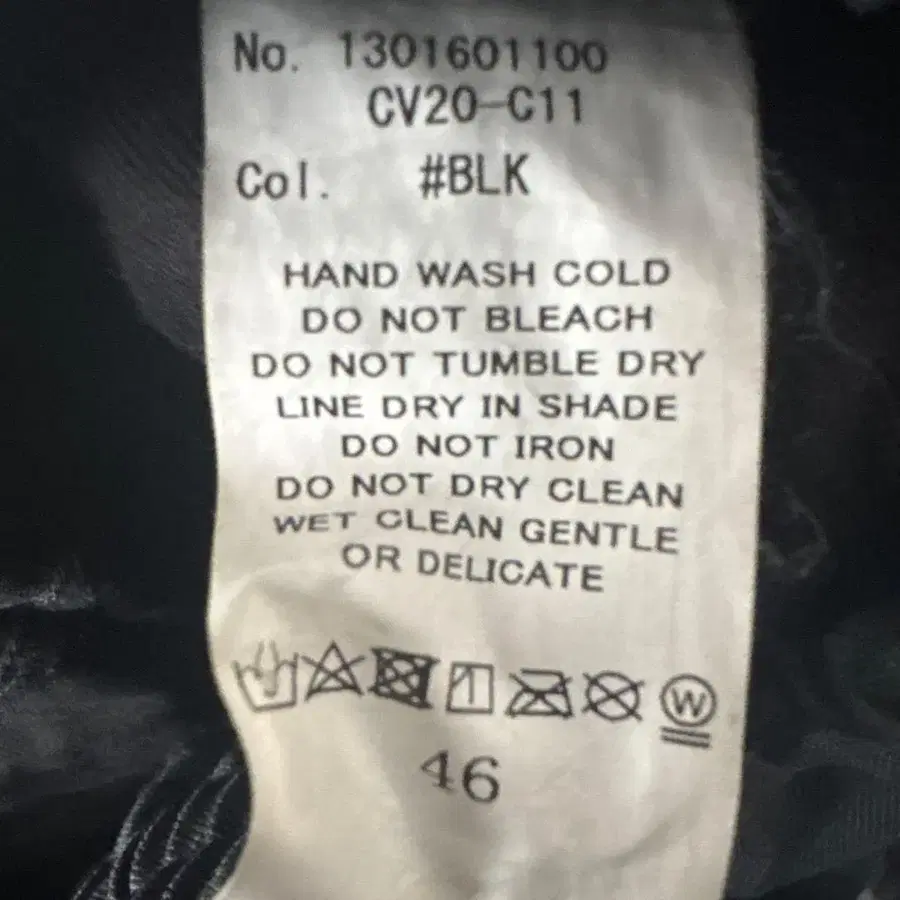 No. 1301601100
CV20-C11
Col. #BLK
HAND WASH COLD
DO NOT BLEACH
DO NOT TUMBLE DRY
LINE DRY IN SHADE
DO NOT IRON
DO NOT DRY CLEAN
WET CLEAN GENTLE
OR DELICATE
W
46